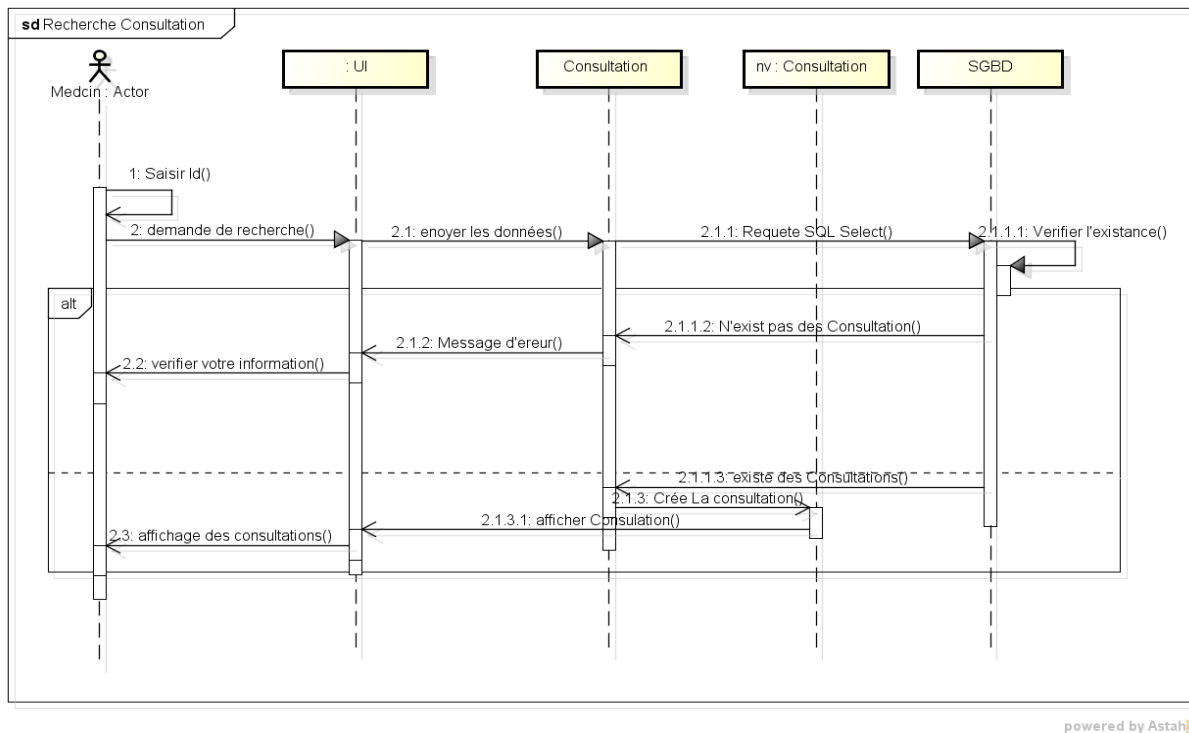 sd Recherche Consultation
Medcin : Actor
: UI
Consultation
nv : Consultation
SGBD
1: Saisir Id()
2: demande de recherche()
2.1: enoyer les données()
2.1.1: Requete SQL Select()
2.1.1.1: Verifier l'existance()
alt
2.1.1.2: N'exist pas des Consultation()
2.1.2: Message d'ereur()
2.2: verifier votre information()
2.1.1.3: existe des Consultations()
2.1.3: Crée La consultation()
2.1.3.1: afficher Consulation()
2.3: affichage des consultations()
powered by Astah